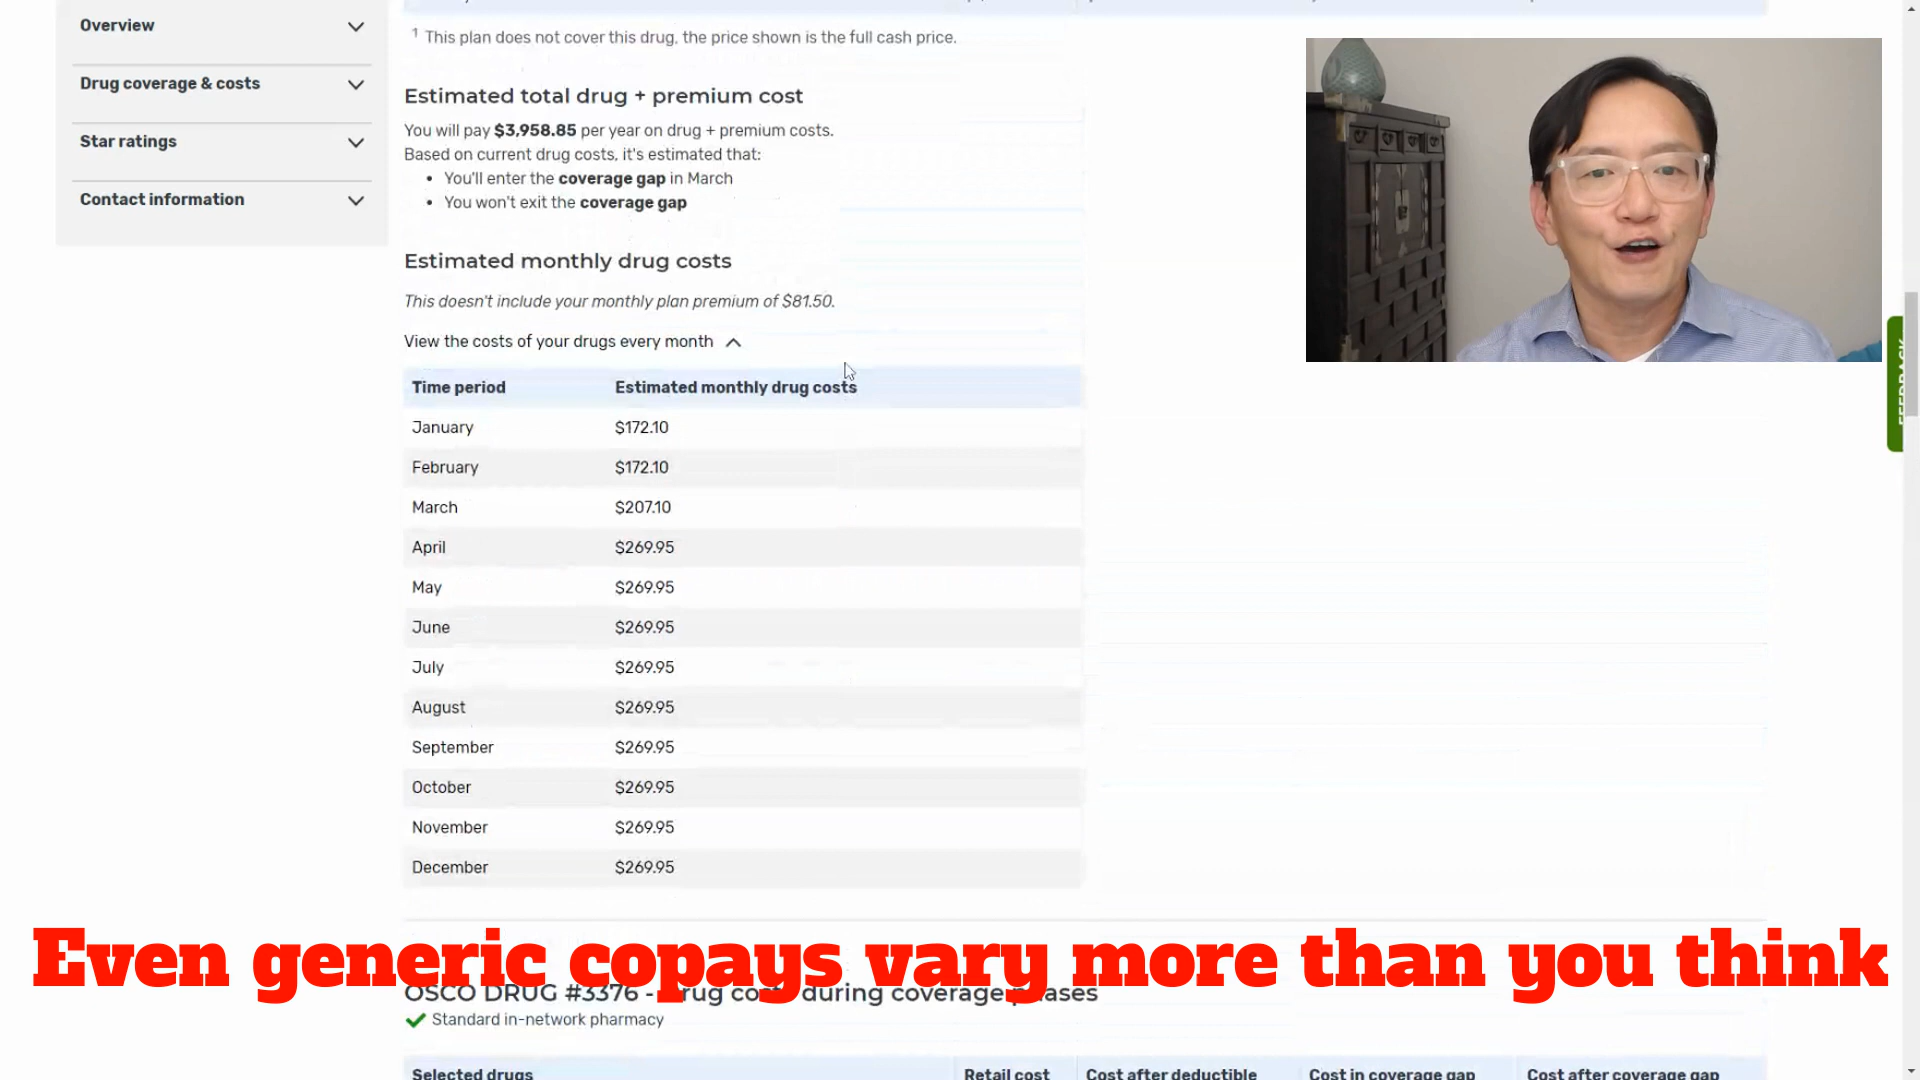 Overview
Drug coverage & costs
Star ratings
Contact information
1 This plan does not cover this drug, the price shown is the full cash price.
Estimated total drug + premium cost
You will pay $3,958.85 per year on drug + premium costs.
Based on current drug costs, it's estimated that:
• You'll enter the coverage gap in March
• You won't exit the coverage gap
Estimated monthly drug costs
This doesn't include your monthly plan premium of $81.50.
View the costs of your drugs every month
Time period Estimated monthly drug costs
January $172.10
February $172.10
March $207.10
April $269.95
May $269.95
June $269.95
July $269.95
August $269.95
September $269.95
October $269.95
November $269.95
December $269.95
Even generic copays vary more than you think
OSCO DRUG #3376 - Drug costs during coverage phases
Standard in-network pharmacy
Selected drugs Retail cost Cost after deductible Cost in coverage gap Cost after coverage gap
FEEDBACK